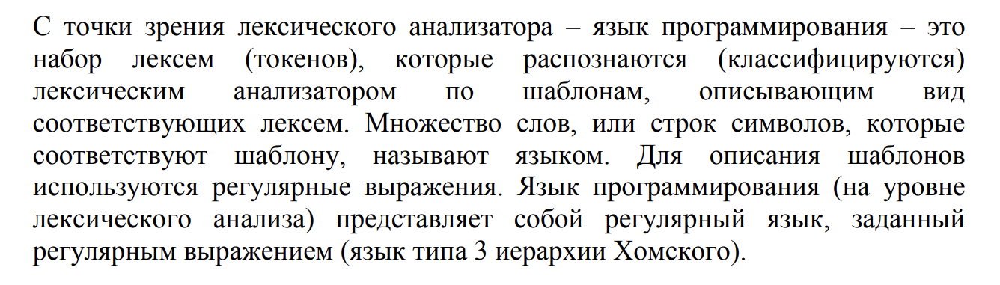 С точки зрения лексического анализатора – язык программирования – это
набор лексем (токенов), которые распознаются (классифицируются)
лексическим анализатором по шаблонам, описывающим вид
соответствующих лексем. Множество слов, или строк символов, которые
соответствуют шаблону, называют языком. Для описания шаблонов
используются регулярные выражения. Язык программирования (на уровне
лексического анализа) представляет собой регулярный язык, заданный
регулярным выражением (язык типа 3 иерархии Хомского).